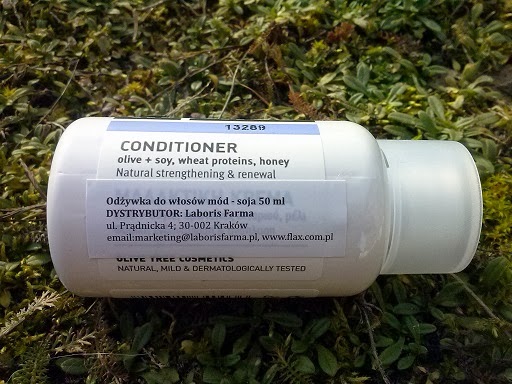 13289
CONDITIONER
olive + soy, wheat proteins, honey
Natural strengthening & renewal
Odżywka do włosów mód - soja 50 ml
DYSTRYBUTOR: Laboris Farma
ul. Prądnicka 4; 30-002 Kraków
email:marketing@laborisfarma.pl, www.flax.com.pl
OLIVE TREE COSMETICS
NATURAL, MILD & DERMATOLOGICALLY TESTED